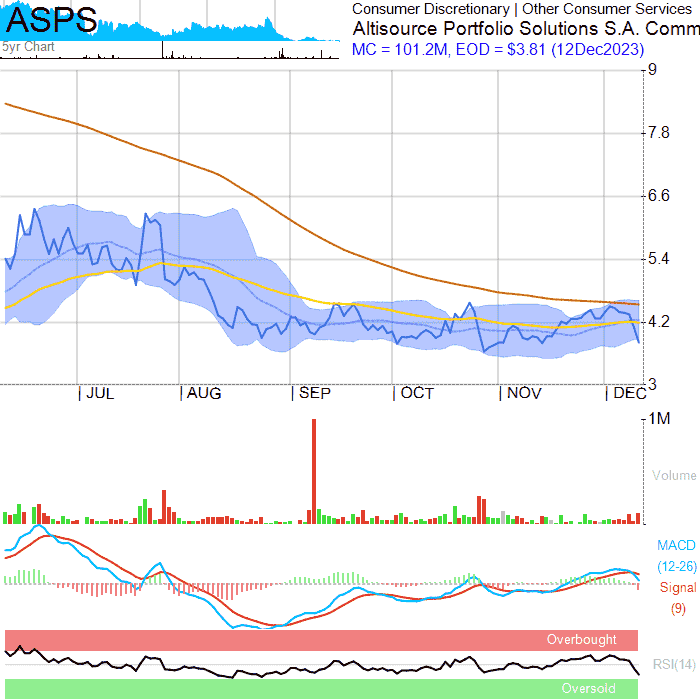 ASPS
5yr Chart
Consumer Discretionary | Other Consumer Services
Altisource Portfolio Solutions S.A. Comm
MC = 101.2M, EOD = $3.81 (12Dec2023)
9
7.8
6.6
5.4
4.2
3
JUL
AUG
SEP
OCT
NOV
DEC
1M
Volume
MACD
(12-26)
Signal
(9)
Overbought
RSI(14)
Oversold